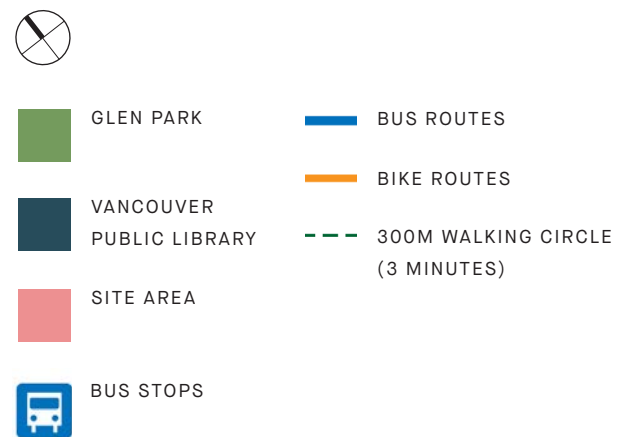 GLEN PARK
VANCOUVER
PUBLIC LIBRARY
SITE AREA
BUS STOPS
BUS ROUTES
BIKE ROUTES
300M WALKING CIRCLE
(3 MINUTES)